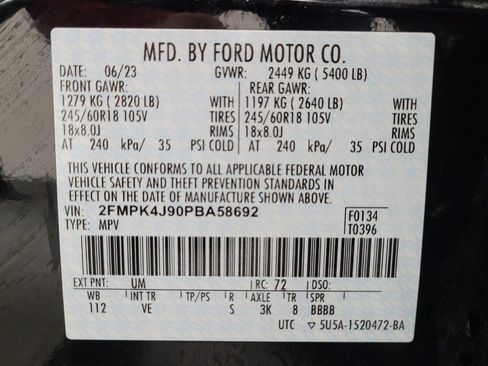 MFD. BY FORD MOTOR CO.
DATE: 06/23 GVWR: 2449 KG ( 5400 LB)
FRONT GAWR: REAR GAWR:
1279 KG ( 2820 LB) WITH 1197 KG ( 2640 LB) WITH
245/60R18 105V TIRES 245/60R18 105V TIRES
18x8.0J RIMS 18x8.0J RIMS
AT 240 kPa/ 35 PSI COLD AT 240 kPa/ 35 PSI COLD
THIS VEHICLE CONFORMS TO ALL APPLICABLE FEDERAL MOTOR
VEHICLE SAFETY AND THEFT PREVENTION STANDARDS IN
EFFECT ON THE DATE OF MANUFACTURE SHOWN ABOVE.
VIN: 2FMPK4J90PBA58692 F0134
TYPE: MPV T0396
EXT PNT: UM RC: 72 DSO:
WB INT TR TP/PS R AXLE TR SPR
112 VE S 3K 8 BBBB
UTC 5U5A-1520472-BA